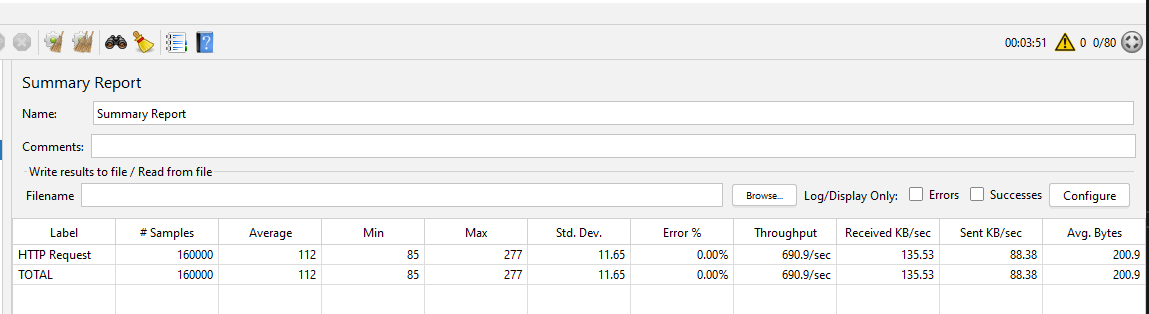 00:03:51 0 0/80
Summary Report
Name: Summary Report
Comments:
Write results to file / Read from file
Filename Browse... Log/Display Only: Errors Successes Configure
Label # Samples Average Min Max Std. Dev. Error % Throughput Received KB/sec Sent KB/sec Avg. Bytes
HTTP Request 160000 112 85 277 11.65 0.00% 690.9/sec 135.53 88.38 200.9
TOTAL 160000 112 85 277 11.65 0.00% 690.9/sec 135.53 88.38 200.9